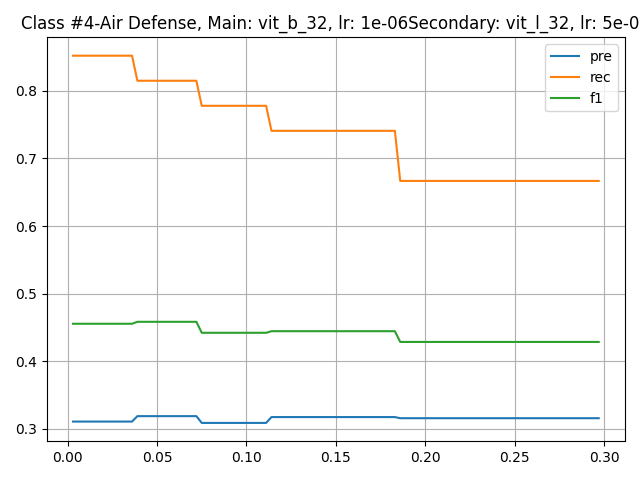 Class #4-Air Defense, Main: vit_b_32, lr: 1e-06Secondary: vit_l_32, lr: 5e-0
pre
rec
f1
0.8
0.7
0.6
0.5
0.4
0.3
0.00 0.05 0.10 0.15 0.20 0.25 0.30